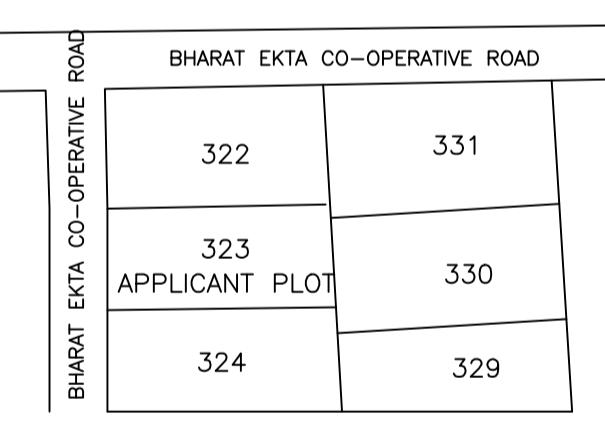 BHARAT EKTA CO-OPERATIVE ROAD
BHARAT EKTA CO-OPERATIVE ROAD
322
331
323
APPLICANT PLOT
330
324
329